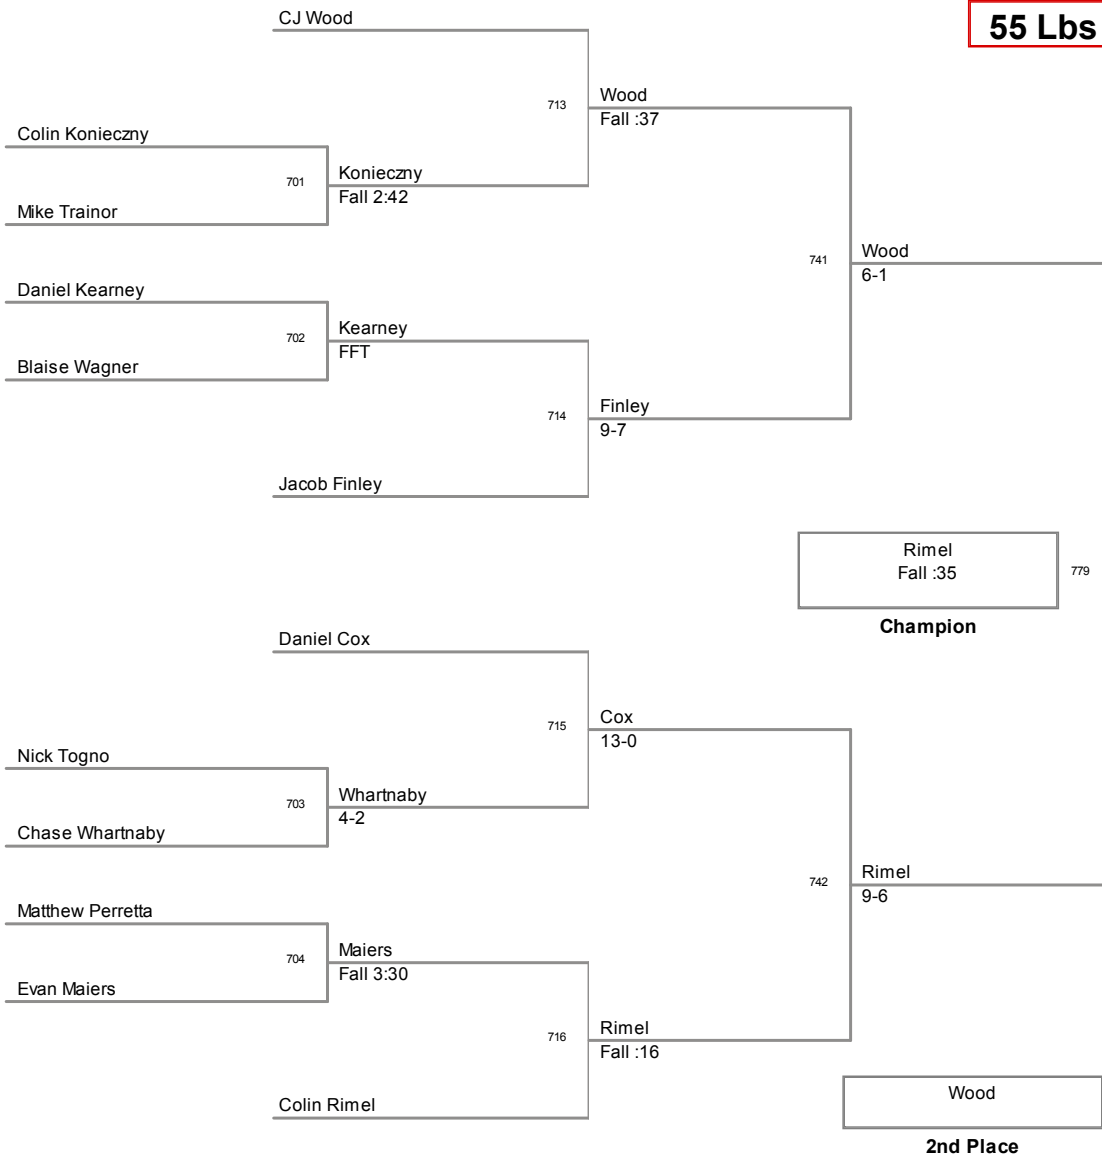 CJ Wood
55 Lbs
713
Wood
Fall :37
Colin Konieczny
701
Konieczny
Fall 2:42
Mike Trainor
741
Wood
6-1
Daniel Kearney
702
Kearney
FFT
Blaise Wagner
714
Finley
9-7
Jacob Finley
Rimel
Fall :35
779
Champion
Daniel Cox
715
Cox
13-0
Nick Togno
703
Whartnaby
4-2
Chase Whartnaby
742
Rimel
9-6
Matthew Perretta
704
Maiers
Fall 3:30
Evan Maiers
716
Rimel
Fall :16
Colin Rimel
Wood
2nd Place